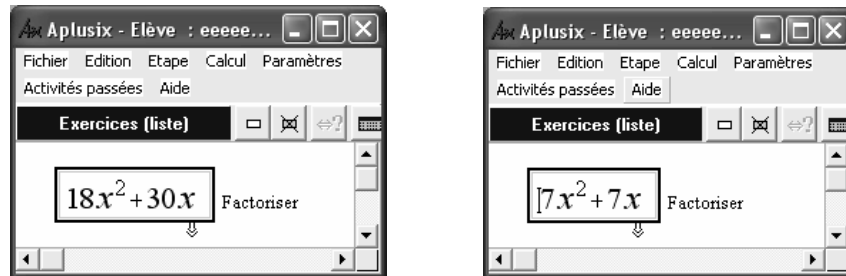 Aplusix - Elève : eeeee...
Fichier Edition Etape Calcul Paramètres
Activités passées Aide
Exercices (liste)
18x²+30x Factoriser
Aplusix - Elève : eeeee...
Fichier Edition Etape Calcul Paramètres
Activités passées Aide
Exercices (liste)
7x²+7x Factoriser